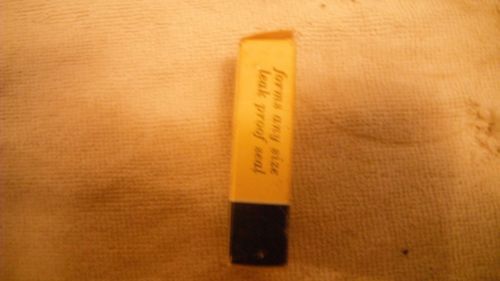 forms any size
leak proof seal